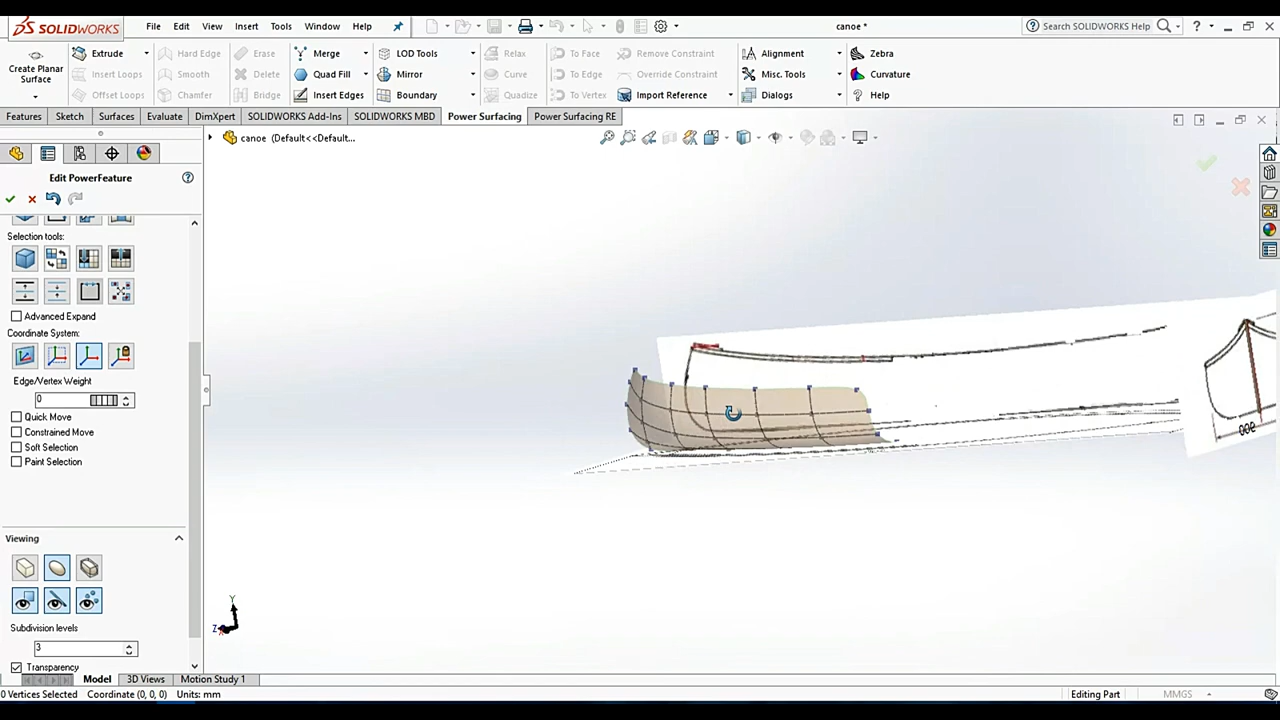 SOLIDWORKS File Edit View Insert Tools Window Help canoe * Search SOLIDWORKS Help
Create Planar Surface
Extrude Hard Edge Erase Merge LOD Tools Relax To Face Remove Constraint Alignment Zebra
Insert Loops Smooth Delete Quad Fill Mirror Curve To Edge Override Constraint Misc. Tools Curvature
Offset Loops Chamfer Bridge Insert Edges Boundary Quadize To Vertex Import Reference Dialogs Help
Features Sketch Surfaces Evaluate DimXpert SOLIDWORKS Add-Ins SOLIDWORKS MBD Power Surfacing Power Surfacing RE
canoe (Default<<Default...
Edit PowerFeature
Selection tools:
Advanced Expand
Coordinate System:
Edge/Vertex Weight
0
Quick Move
Constrained Move
Soft Selection
Paint Selection
Viewing
Subdivision levels
3
Transparency
900
Y
Z
Model 3D Views Motion Study 1
0 Vertices Selected Coordinate (0, 0, 0) Units: mm Editing Part MMGS